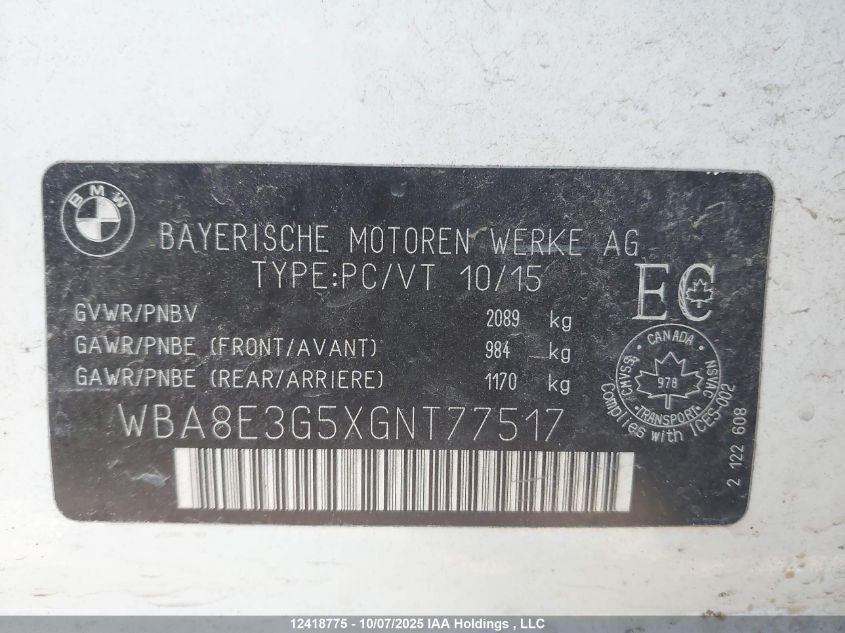 BMW
BAYERISCHE MOTOREN WERKE AG
TYPE:PC/VT 10/15
EC
GVWR/PNBV 2089 kg
GAWR/PNBE (FRONT/AVANT) 984 kg
GAWR/PNBE (REAR/ARRIERE) 1170 kg
WBA8E3G5XGNT77517
CANADA
CMVSS
NSVAC
978
TRANSPORT
Complies with ICES-002
2 122 608
12418775 - 10/07/2025 IAA Holdings , LLC